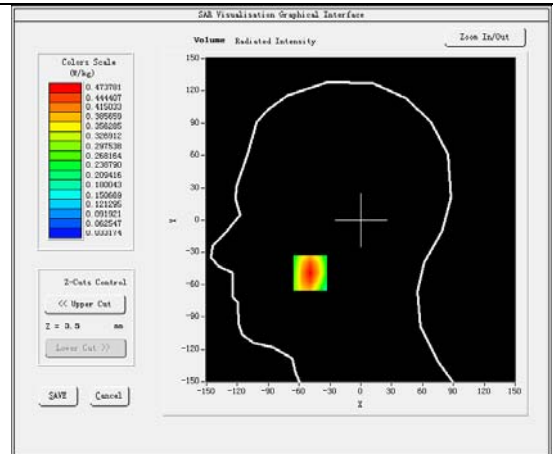 SAR Visualisation Graphical Interface
Volume Radiated Intensity
Zoom In/Out
Colors Scale
(W/kg)
0.473781
0.444407
0.415033
0.385659
0.356285
0.326912
0.297538
0.268164
0.238790
0.209416
0.180043
0.150669
0.121295
0.091921
0.062547
0.033174
Z-Cuts Control
<< Upper Cut
Z = 3.5 mm
Lower Cut >>
SAVE Cancel
150
120
90
60
30
0
-30
-60
-90
-120
-150
Y
-150 -120 -90 -60 -30 0 30 60 90 120 150
X